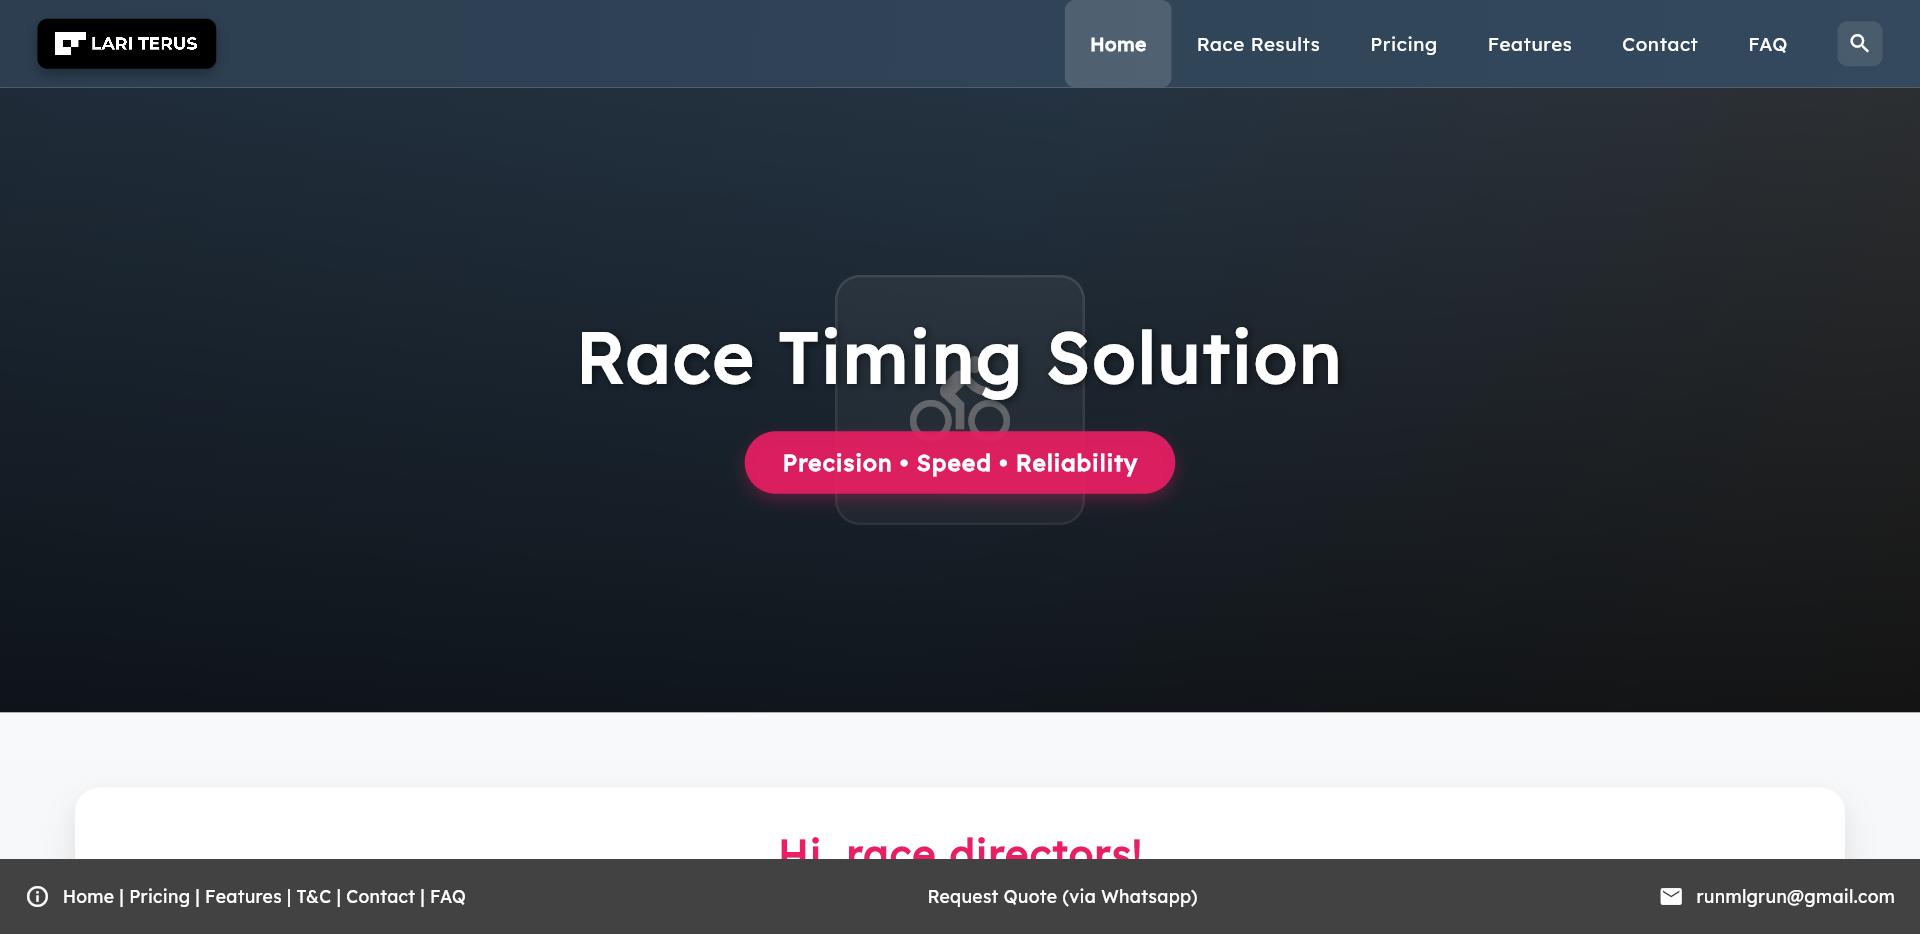 LARI TERUS
Home
Race Results
Pricing
Features
Contact
FAQ
Race Timing Solution
Precision • Speed • Reliability
Hi, race directors!
Home | Pricing | Features | T&C | Contact | FAQ
Request Quote (via Whatsapp)
runmlgrun@gmail.com